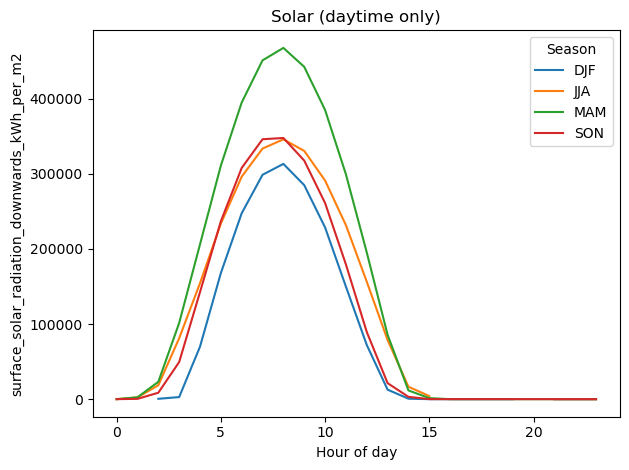 Solar (daytime only)
Season
DJF
JJA
MAM
SON
surface_solar_radiation_downwards_kWh_per_m2
400000
300000
200000
100000
0
0 5 10 15 20
Hour of day